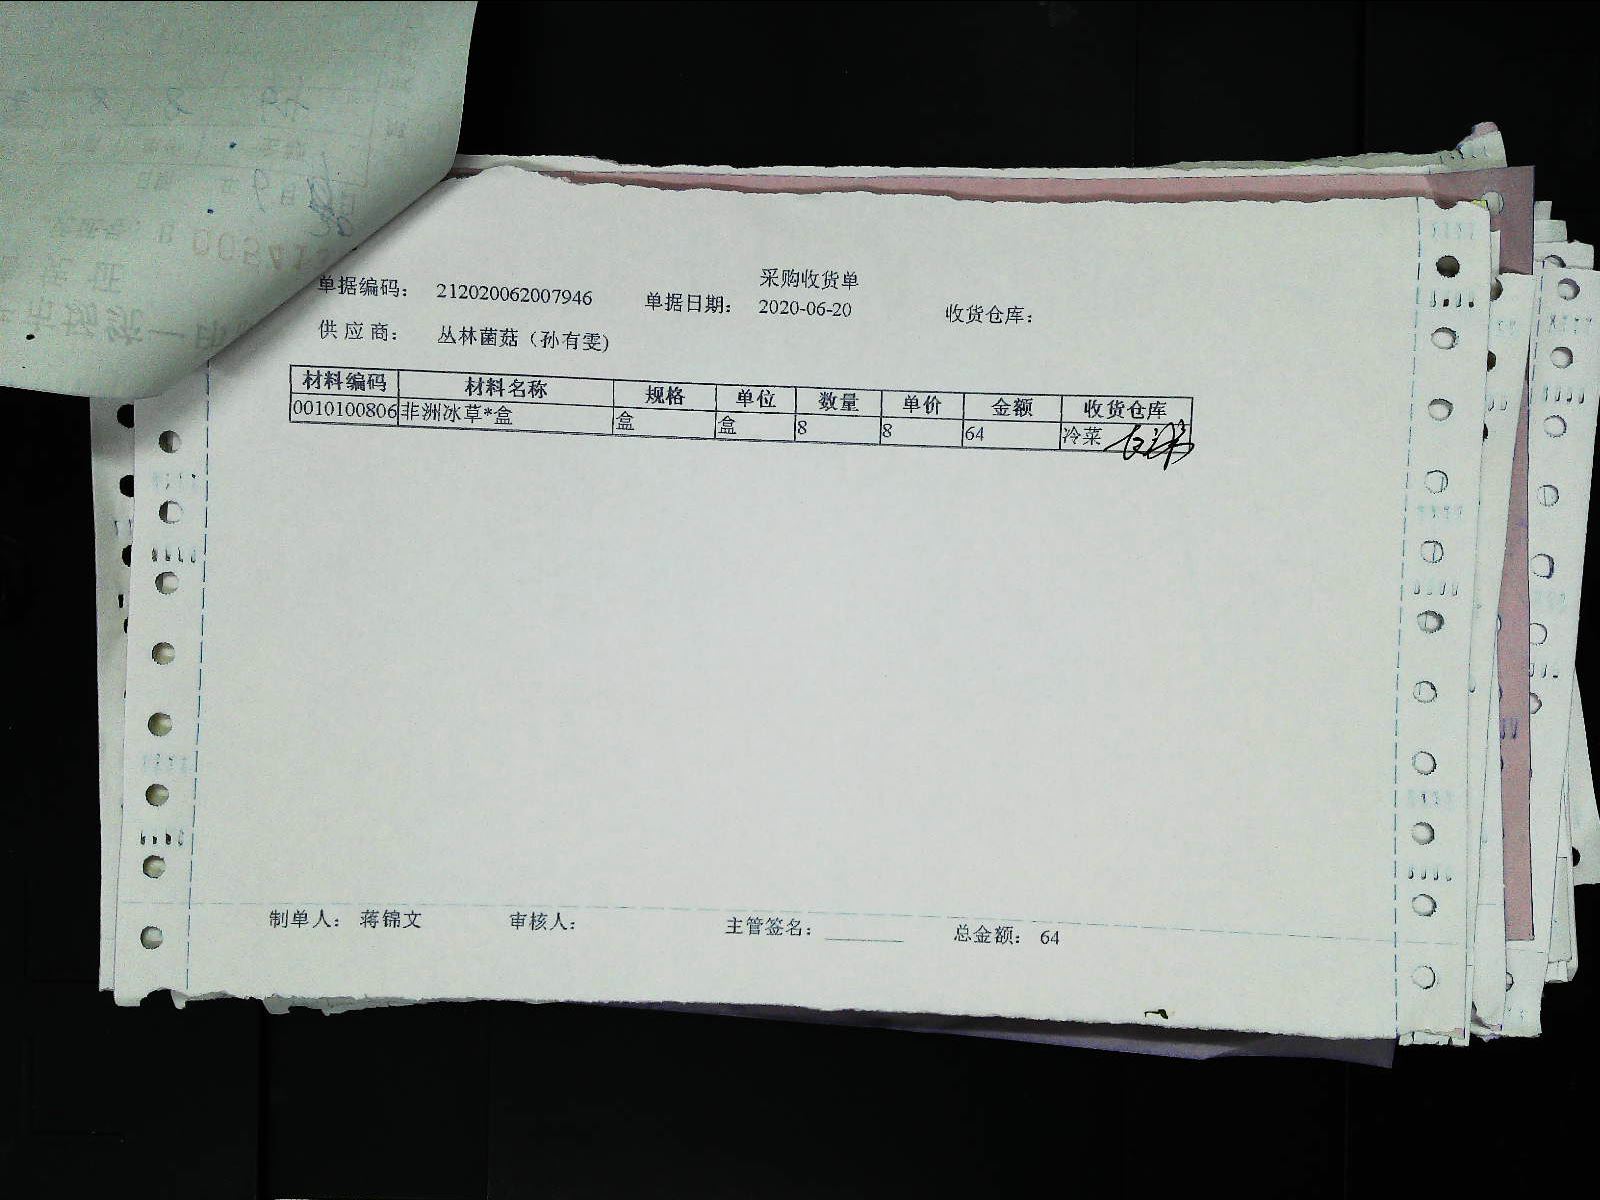 采购收货单
单据编码： 212020062007946 单据日期： 2020-06-20 收货仓库：
供应商： 丛林菌菇（孙有雯）
材料编码 材料名称 规格 单位 数量 单价 金额 收货仓库
0010100806 非洲冰草*盒 盒 盒 8 8 64 冷菜
制单人： 蒋锦文 审核人： 主管签名： 总金额： 64